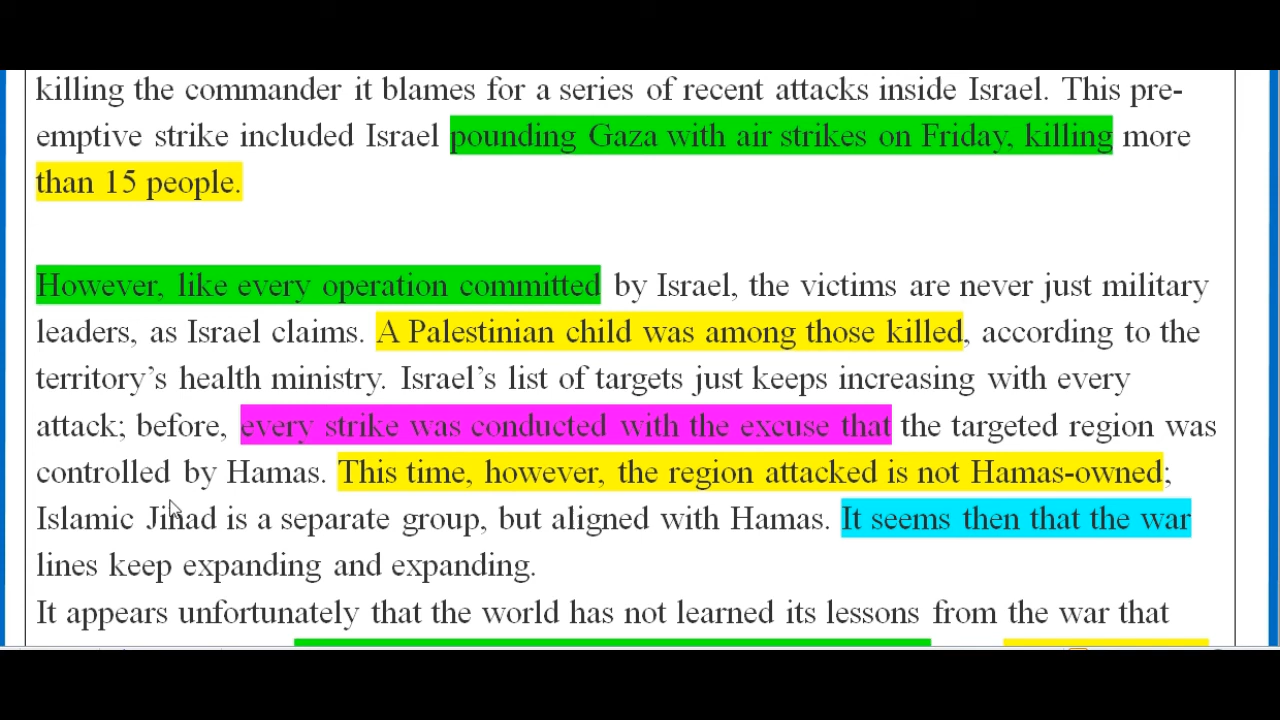 killing the commander it blames for a series of recent attacks inside Israel. This pre-
emptive strike included Israel pounding Gaza with air strikes on Friday, killing more
than 15 people.
However, like every operation committed by Israel, the victims are never just military
leaders, as Israel claims. A Palestinian child was among those killed, according to the
territory’s health ministry. Israel’s list of targets just keeps increasing with every
attack; before, every strike was conducted with the excuse that the targeted region was
controlled by Hamas. This time, however, the region attacked is not Hamas-owned;
Islamic Jihad is a separate group, but aligned with Hamas. It seems then that the war
lines keep expanding and expanding.
It appears unfortunately that the world has not learned its lessons from the war that